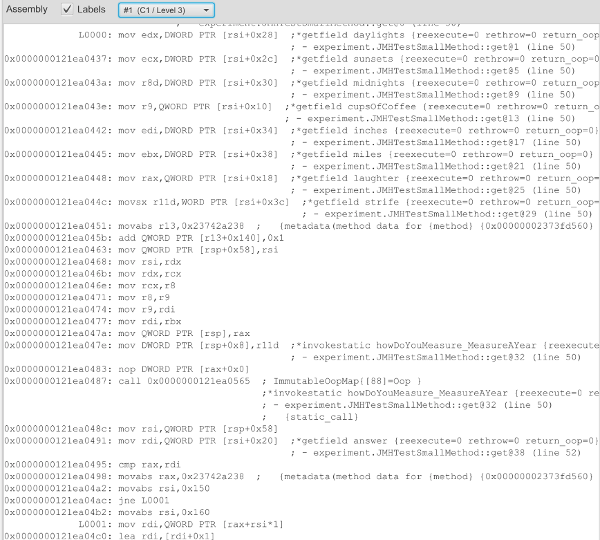 Assembly Labels #1 (C1 / Level 3)
; - experiment.JMHTestSmallMethod::get@0 (line 50)
L0000: mov edx,DWORD PTR [rsi+0x28] ;*getfield daylights {reexecute=0 rethrow=0 return_oop=0
; - experiment.JMHTestSmallMethod::get@1 (line 50)
0x0000000121ea0437: mov ecx,DWORD PTR [rsi+0x2c] ;*getfield sunsets {reexecute=0 rethrow=0 return_oop=0}
; - experiment.JMHTestSmallMethod::get@5 (line 50)
0x0000000121ea043a: mov r8d,DWORD PTR [rsi+0x30] ;*getfield midnights {reexecute=0 rethrow=0 return_oop=
; - experiment.JMHTestSmallMethod::get@9 (line 50)
0x0000000121ea043e: mov r9,QWORD PTR [rsi+0x10] ;*getfield cupsOfCoffee {reexecute=0 rethrow=0 return_o
; - experiment.JMHTestSmallMethod::get@13 (line 50)
0x0000000121ea0442: mov edi,DWORD PTR [rsi+0x34] ;*getfield inches {reexecute=0 rethrow=0 return_oop=0}
; - experiment.JMHTestSmallMethod::get@17 (line 50)
0x0000000121ea0445: mov ebx,DWORD PTR [rsi+0x38] ;*getfield miles {reexecute=0 rethrow=0 return_oop=0}
; - experiment.JMHTestSmallMethod::get@21 (line 50)
0x0000000121ea0448: mov rax,QWORD PTR [rsi+0x18] ;*getfield laughter {reexecute=0 rethrow=0 return_oop=
; - experiment.JMHTestSmallMethod::get@25 (line 50)
0x0000000121ea044c: movsx r11d,WORD PTR [rsi+0x3c] ;*getfield strife {reexecute=0 rethrow=0 return_oop=
; - experiment.JMHTestSmallMethod::get@29 (line 50)
0x0000000121ea0451: movabs r13,0x23742a238 ; {metadata(method data for {method} {0x00000002373fd560}
0x0000000121ea045b: add QWORD PTR [r13+0x140],0x1
0x0000000121ea0463: mov QWORD PTR [rsp+0x58],rsi
0x0000000121ea0468: mov rsi,rdx
0x0000000121ea046b: mov rdx,rcx
0x0000000121ea046e: mov rcx,r8
0x0000000121ea0471: mov r8,r9
0x0000000121ea0474: mov r9,rdi
0x0000000121ea0477: mov rdi,rbx
0x0000000121ea047a: mov QWORD PTR [rsp],rax
0x0000000121ea047e: mov DWORD PTR [rsp+0x8],r11d ;*invokestatic howDoYouMeasure_MeasureAYear {reexecute
; - experiment.JMHTestSmallMethod::get@32 (line 50)
0x0000000121ea0483: nop DWORD PTR [rax+0x0]
0x0000000121ea0487: call 0x0000000121ea0565 ; ImmutableOopMap{[88]=Oop }
;*invokestatic howDoYouMeasure_MeasureAYear {reexecute=0 re
; - experiment.JMHTestSmallMethod::get@32 (line 50)
; {static_call}
0x0000000121ea048c: mov rsi,QWORD PTR [rsp+0x58]
0x0000000121ea0491: mov rdi,QWORD PTR [rsi+0x20] ;*getfield answer {reexecute=0 rethrow=0 return_oop=0}
; - experiment.JMHTestSmallMethod::get@38 (line 52)
0x0000000121ea0495: cmp rax,rdi
0x0000000121ea0498: movabs rax,0x23742a238 ; {metadata(method data for {method} {0x00000002373fd560}
0x0000000121ea04a2: movabs rsi,0x150
0x0000000121ea04ac: jne L0001
0x0000000121ea04b2: movabs rsi,0x160
L0001: mov rdi,QWORD PTR [rax+rsi*1]
0x0000000121ea04c0: lea rdi,[rdi+0x1]